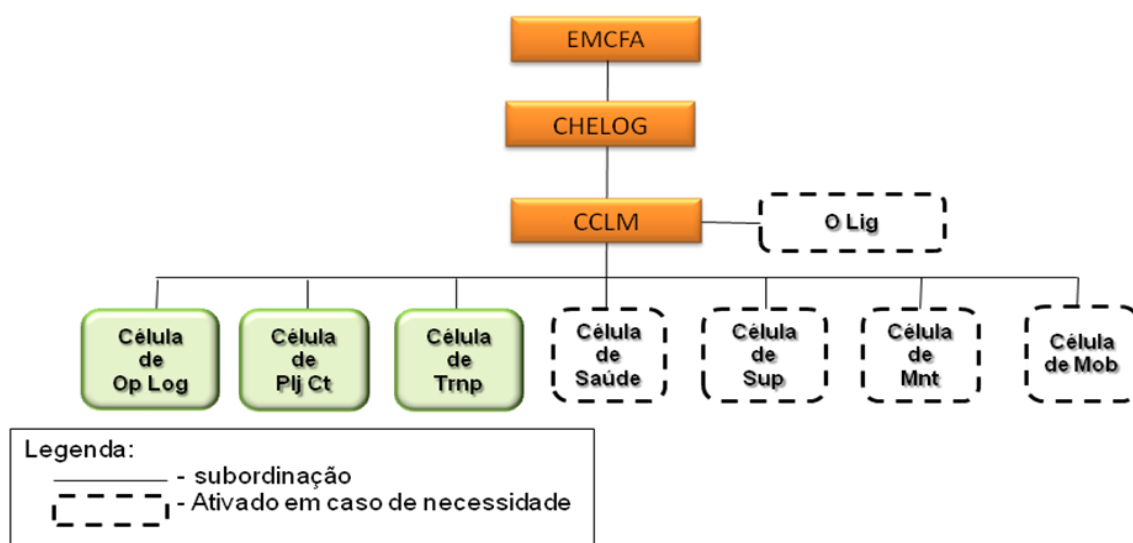 EMCFA
CHELOG
CCLM
O Lig
Célula
de
Op Log
Célula
de
Plj Ct
Célula
de
Trnp
Célula
de
Saúde
Célula
de
Sup
Célula
de
Mnt
Célula
de Mob
Legenda:
- subordinação
- Ativado em caso de necessidade